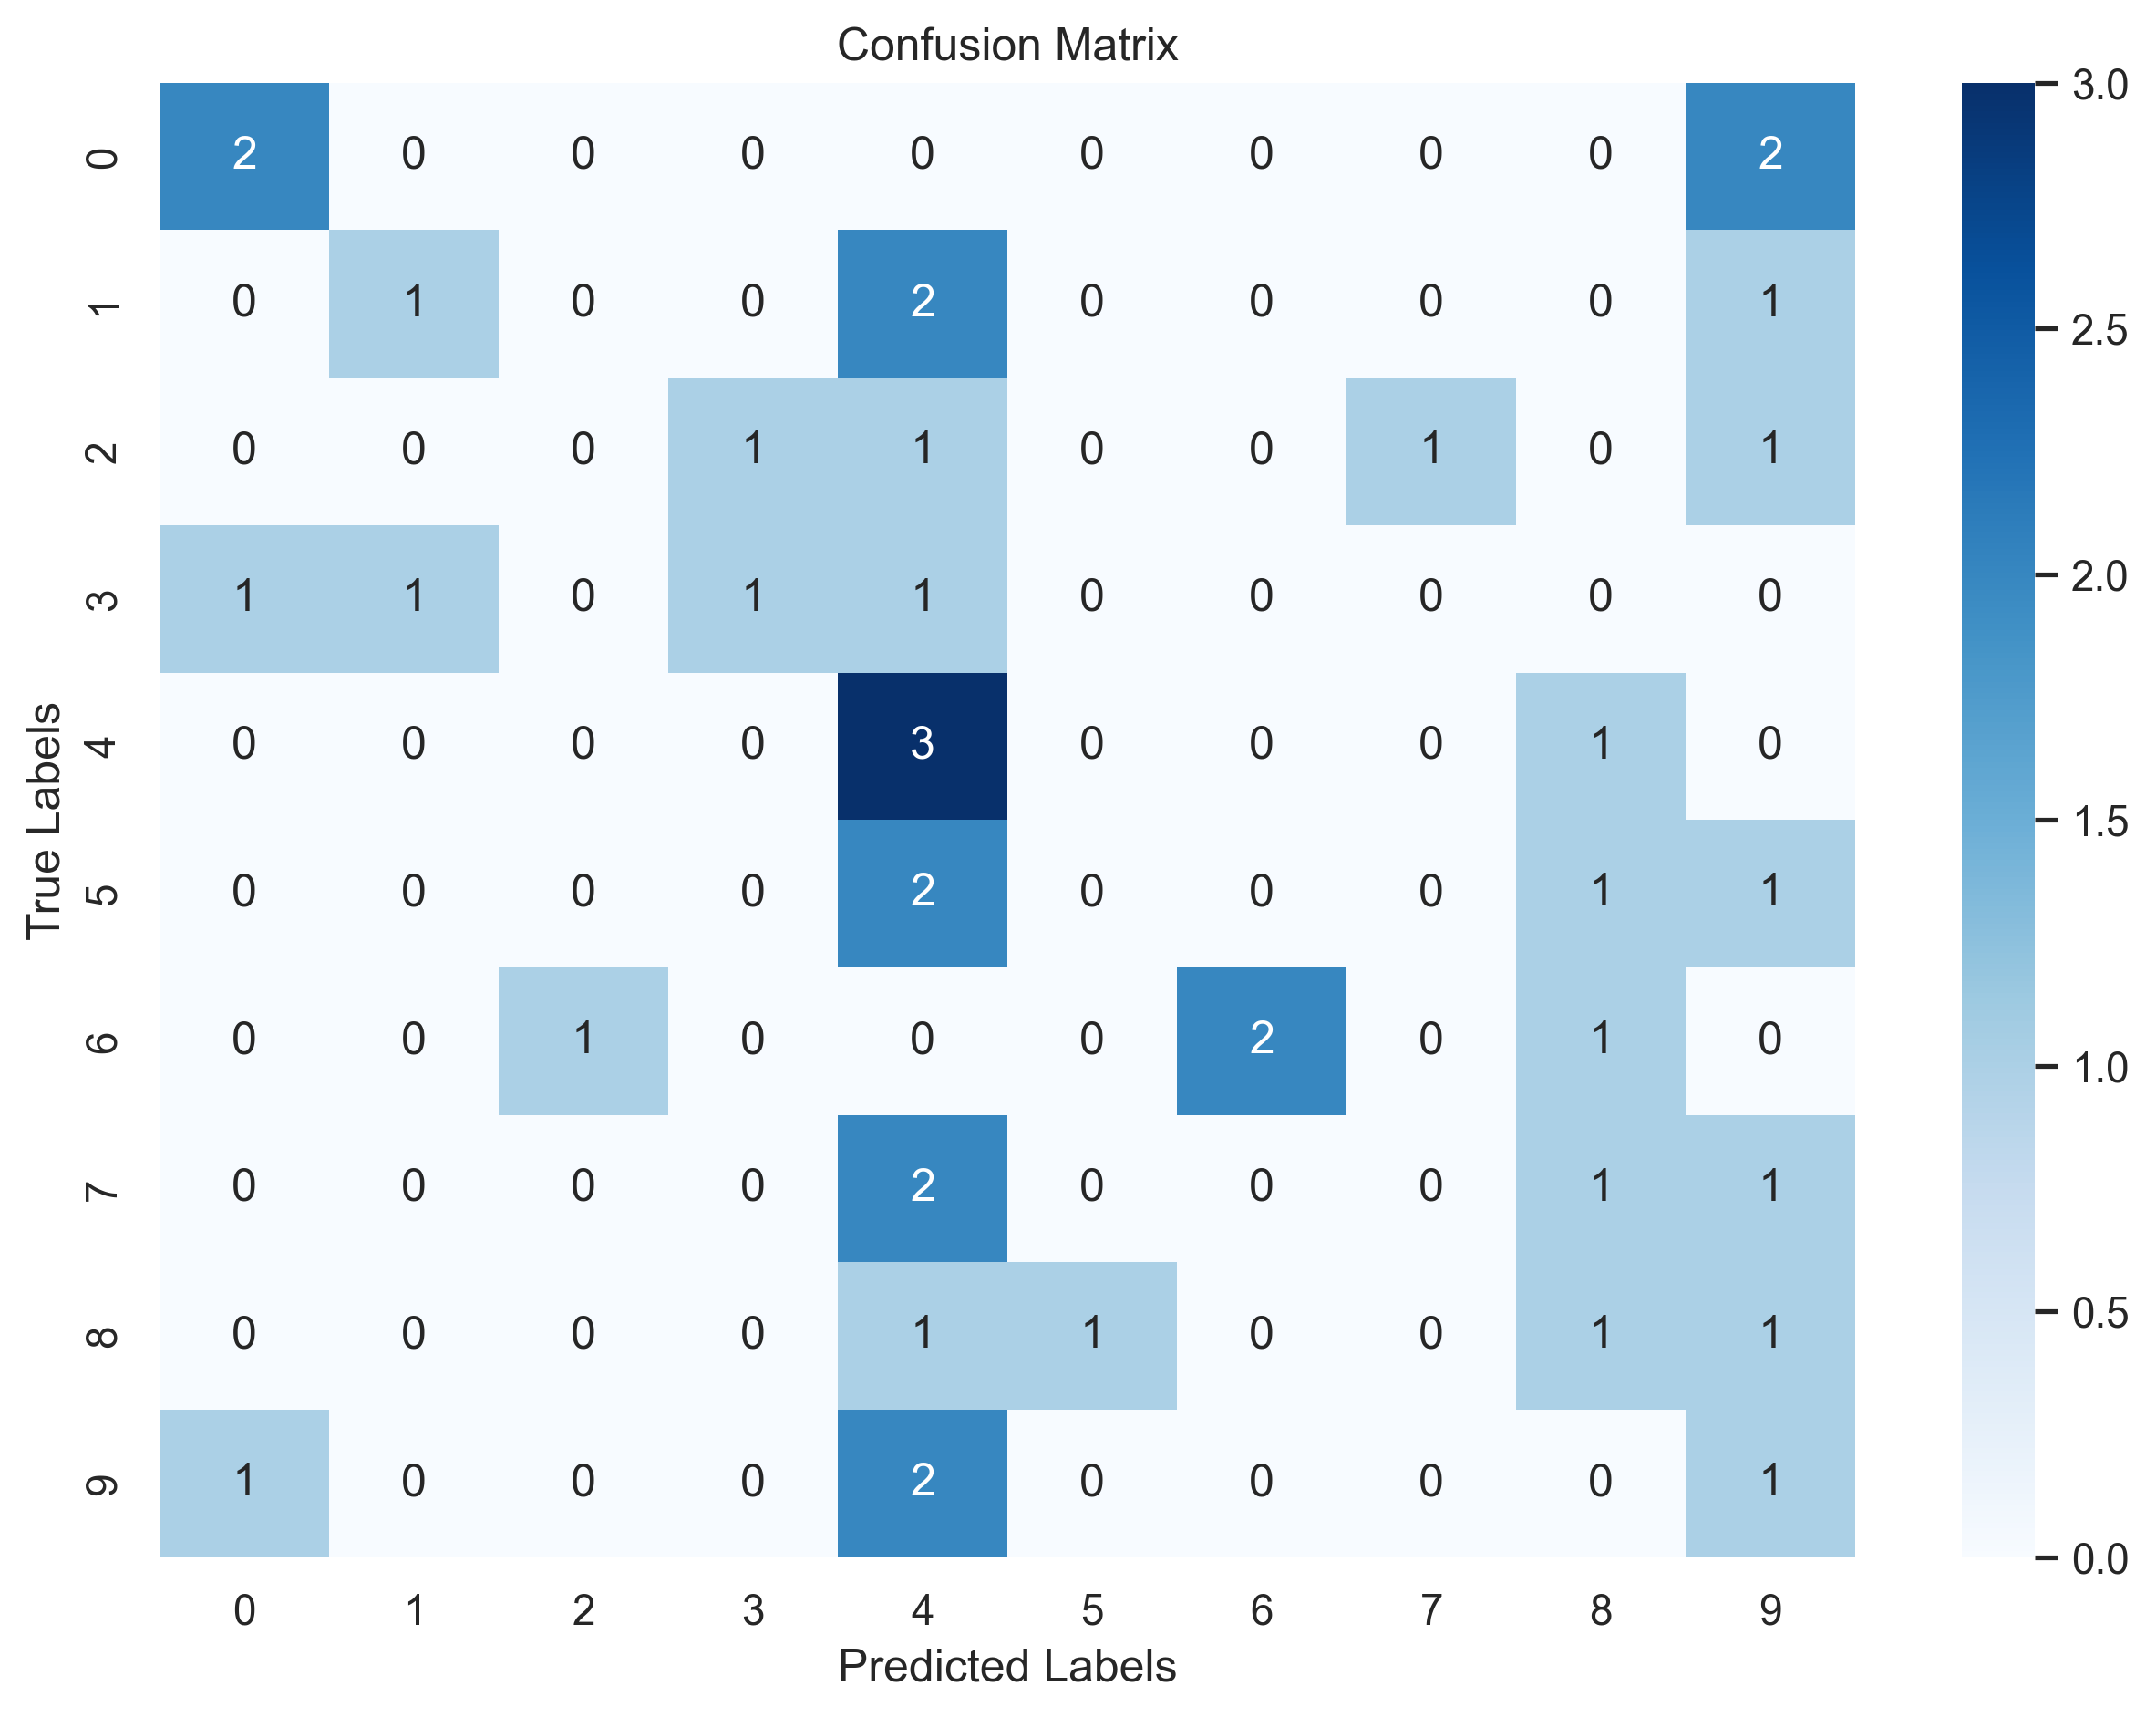 Confusion Matrix
0 2 0 0 0 0 0 0 0 0 2
1 0 1 0 0 2 0 0 0 0 1
2 0 0 0 1 1 0 0 1 0 1
3 1 1 0 1 1 0 0 0 0 0
4 0 0 0 0 3 0 0 0 1 0
5 0 0 0 0 2 0 0 0 1 1
6 0 0 1 0 0 0 2 0 1 0
7 0 0 0 0 2 0 0 0 1 1
8 0 0 0 0 1 1 0 0 1 1
9 1 0 0 0 2 0 0 0 0 1
0 1 2 3 4 5 6 7 8 9
Predicted Labels
True Labels
3.0
2.5
2.0
1.5
1.0
0.5
0.0